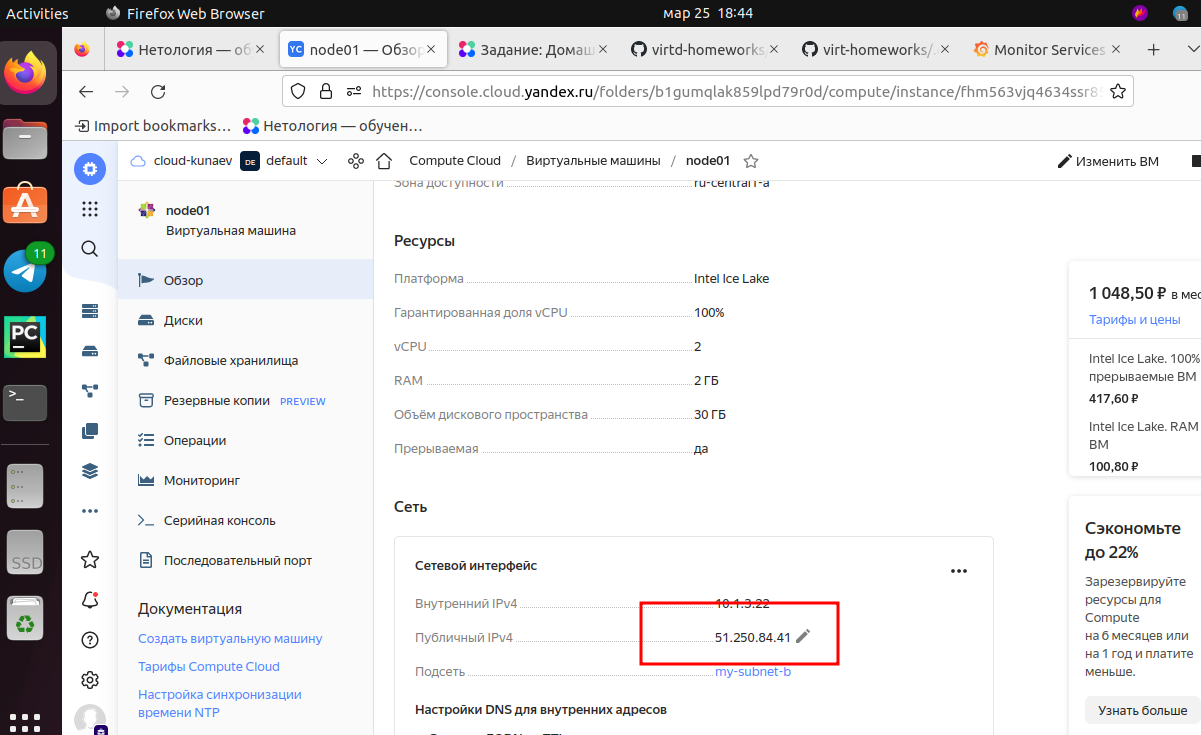 Activities
Firefox Web Browser
мар 25 18:44
11
Нетология — об
node01 — Обзор
Задание: Домаш
virtd-homeworks,
virt-homeworks/.
Monitor Services
https://console.cloud.yandex.ru/folders/b1gumqlak859lpd79r0d/compute/instance/fhm563vjq4634ssr8
Import bookmarks…
Нетология — обучен…
cloud-kunaev
DE
default
Compute Cloud / Виртуальные машины / node01
Изменить ВМ
node01
Виртуальная машина
Обзор
Диски
Файловые хранилища
Резервные копии PREVIEW
Операции
Мониторинг
Серийная консоль
Последовательный порт
Документация
Создать виртуальную машину
Тарифы Compute Cloud
Настройка синхронизации
времени NTP
11
PC
>_
SSD
Зона доступности ru-central1-a
Ресурсы
Платформа Intel Ice Lake
Гарантированная доля vCPU 100%
vCPU 2
RAM 2 ГБ
Объём дискового пространства 30 ГБ
Прерываемая да
Сеть
Сетевой интерфейс
Внутренний IPv4 10.1.3.22
Публичный IPv4 51.250.84.41
Подсеть my-subnet-b
Настройки DNS для внутренних адресов
1 048,50 ₽ в мес
Тарифы и цены
Intel Ice Lake. 100%
прерываемые ВМ
417,60 ₽
Intel Ice Lake. RAM
ВМ
100,80 ₽
Сэкономьте
до 22%
Зарезервируйте
ресурсы для
Compute
на 6 месяцев или
на 1 год и платите
меньше.
Узнать больше